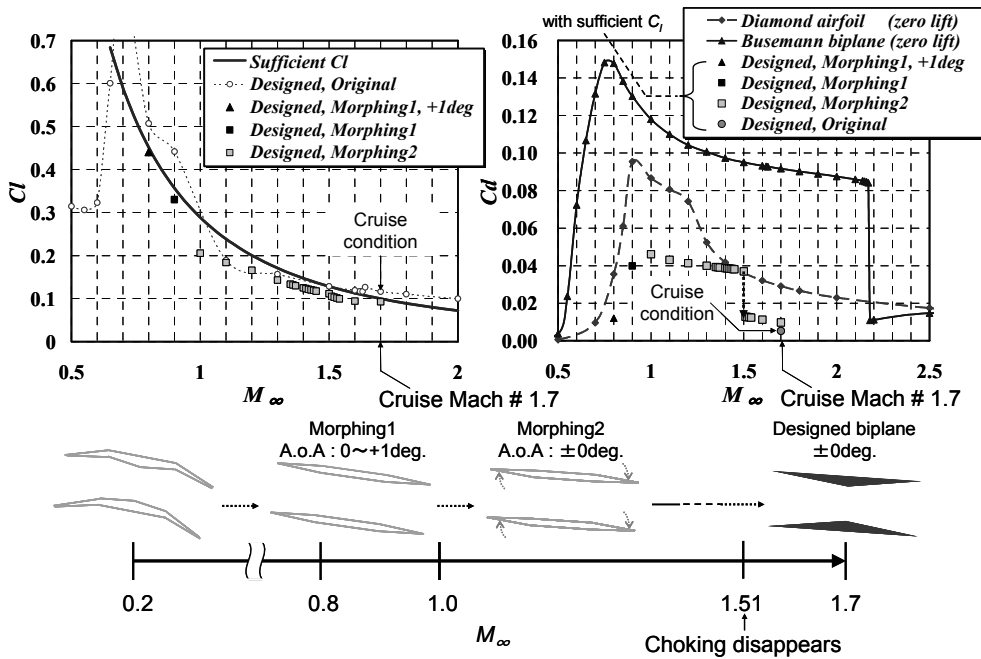 0.7
0.6
0.5
0.4
0.3
0.2
0.1
0
Cl
0.5
1
1.5
2
M∞
Sufficient Cl
Designed, Original
Designed, Morphing1, +1deg
Designed, Morphing1
Designed, Morphing2
Cruise
condition
Cruise Mach # 1.7
with sufficient Cl
0.16
0.14
0.12
0.10
0.08
0.06
0.04
0.02
0.00
Cd
0.5
1
1.5
2
2.5
M∞
Diamond airfoil (zero lift)
Busemann biplane (zero lift)
Designed, Morphing1, +1deg
Designed, Morphing1
Designed, Morphing2
Designed, Original
Cruise
condition
Cruise Mach # 1.7
Morphing1
A.o.A : 0～+1deg.
Morphing2
A.o.A : ±0deg.
Designed biplane
±0deg.
0.2
0.8
1.0
1.51
1.7
M∞
Choking disappears